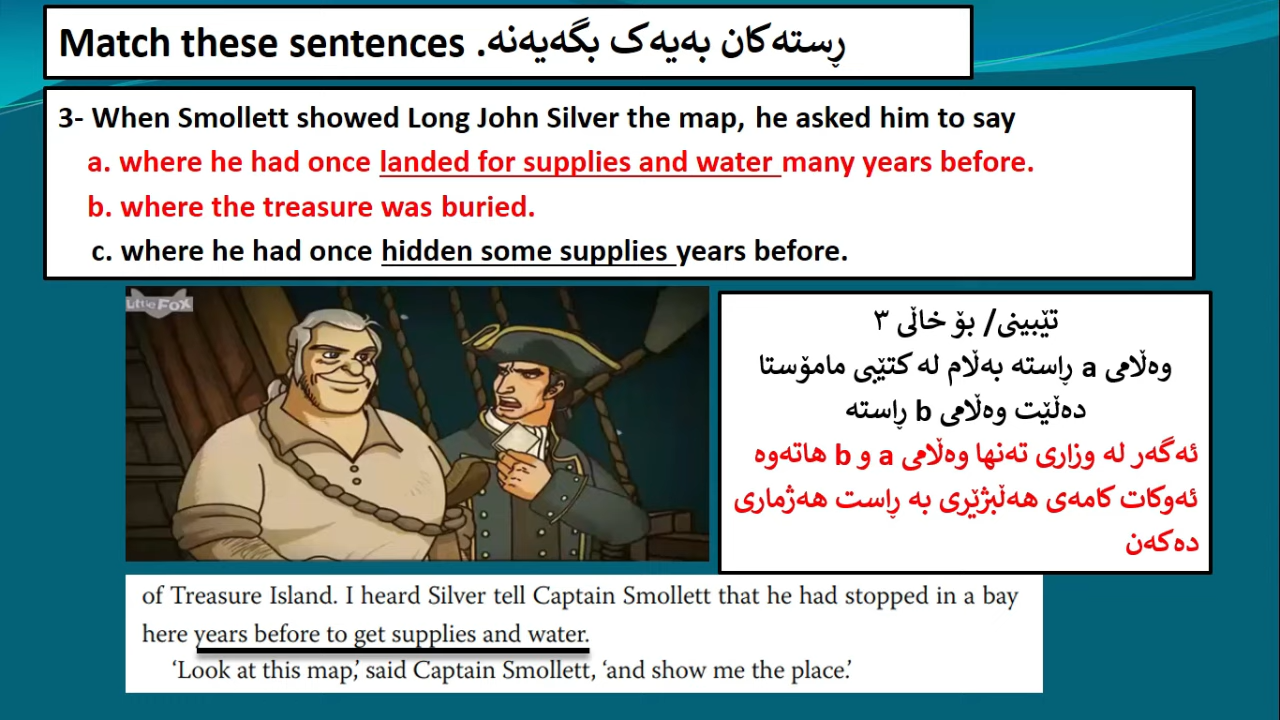 Match these sentences .ڕستەکان بەیەک بگەیەنە
3- When Smollett showed Long John Silver the map, he asked him to say
a. where he had once landed for supplies and water many years before.
b. where the treasure was buried.
c. where he had once hidden some supplies years before.
Little Fox
تێبینی/ بۆ خاڵی ٣
وەڵامی a ڕاستە بەڵام لە کتێبی مامۆستا
دەڵێت وەڵامی b ڕاستە
ئەگەر لە وزاری تەنها وەڵامی a و b هاتەوە
ئەوکات کامەی هەڵبژێری بە ڕاست هەژماری
دەکەن
of Treasure Island. I heard Silver tell Captain Smollett that he had stopped in a bay
here years before to get supplies and water.
‘Look at this map,’ said Captain Smollett, ‘and show me the place.’